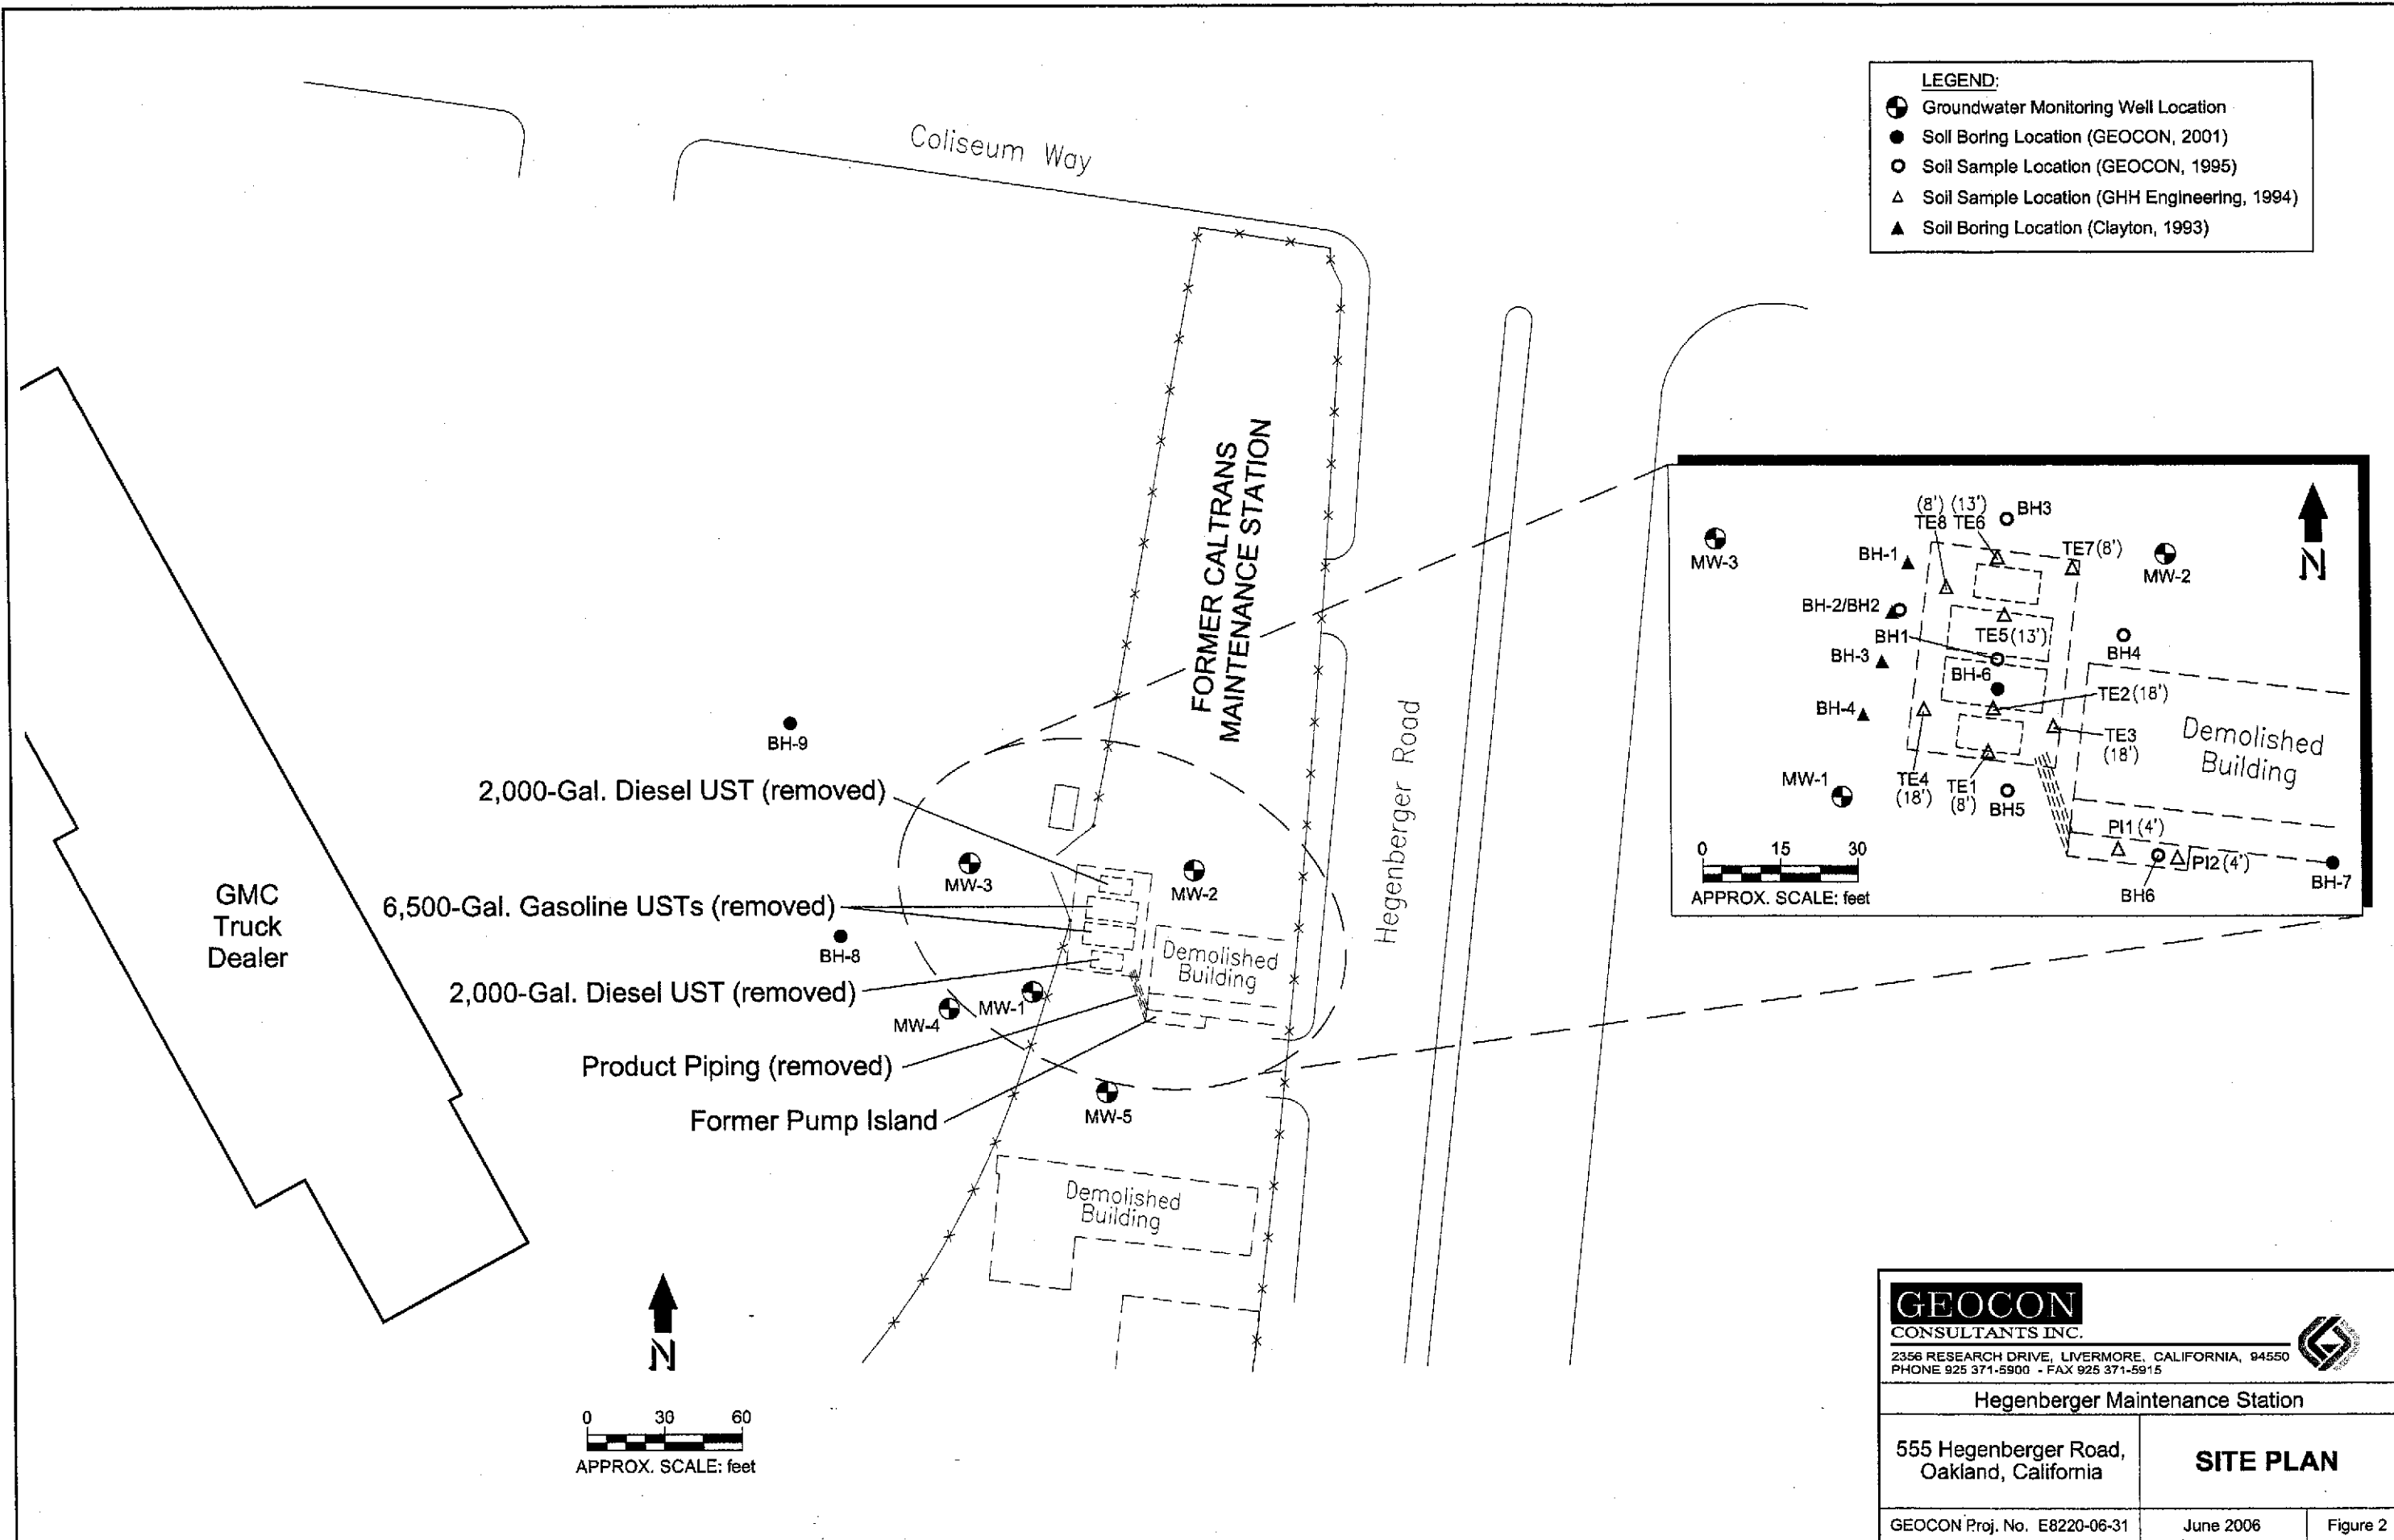 LEGEND:
Groundwater Monitoring Well Location
Soil Boring Location (GEOCON, 2001)
Soil Sample Location (GEOCON, 1995)
Soil Sample Location (GHH Engineering, 1994)
Soil Boring Location (Clayton, 1993)
Coliseum Way
FORMER CALTRANS
MAINTENANCE STATION
Hegenberger Road
GMC
Truck
Dealer
BH-9
2,000-Gal. Diesel UST (removed)
MW-3
MW-2
6,500-Gal. Gasoline USTs (removed)
BH-8
Demolished
Building
2,000-Gal. Diesel UST (removed)
MW-4
MW-1
Product Piping (removed)
Former Pump Island
MW-5
Demolished
Building
N
0 30 60
APPROX. SCALE: feet
(8') (13')
TE8 TE6
BH3
MW-3
BH-1
TE7(8')
MW-2
N
BH-2/BH2
BH1
TE5(13')
BH4
BH-3
BH-6
TE2(18')
BH-4
TE3
(18')
Demolished
Building
MW-1
TE4
(18')
TE1
(8')
BH5
PI1(4')
PI2(4')
BH6
BH-7
0 15 30
APPROX. SCALE: feet
GEOCON
CONSULTANTS INC.
2356 RESEARCH DRIVE, LIVERMORE, CALIFORNIA, 94550
PHONE 925 371-5900 - FAX 925 371-5915
Hegenberger Maintenance Station
555 Hegenberger Road,
Oakland, California
SITE PLAN
GEOCON Proj. No. E8220-06-31
June 2006
Figure 2